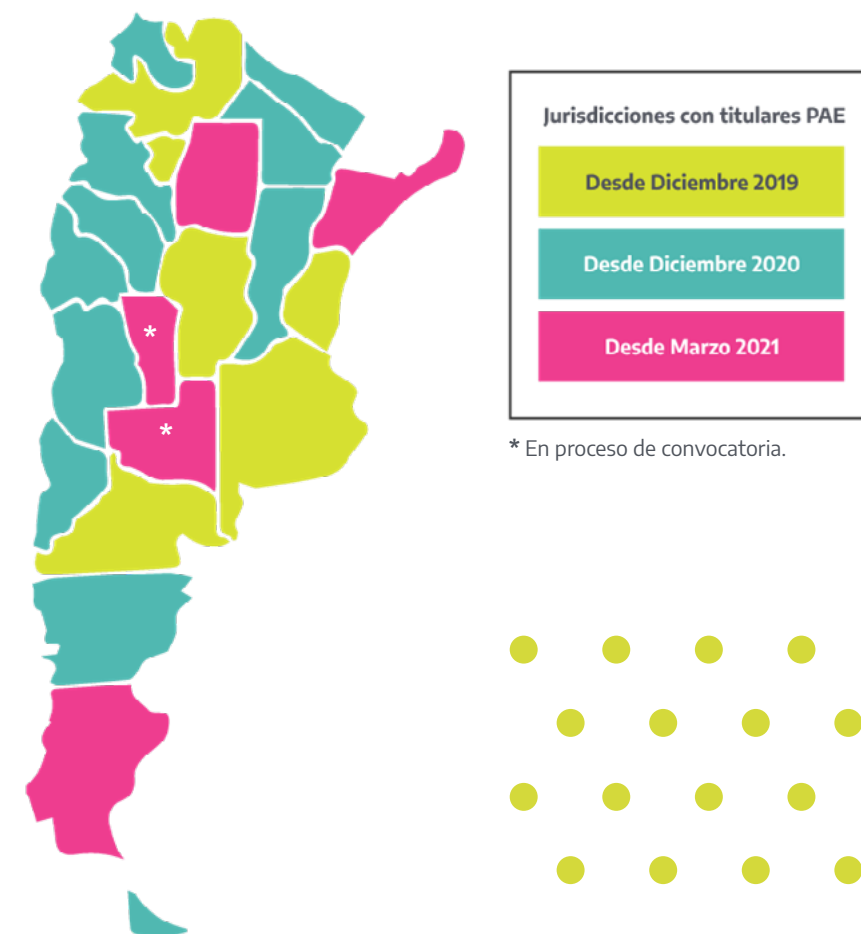 Jurisdicciones con titulares PAE
Desde Diciembre 2019
Desde Diciembre 2020
*
Desde Marzo 2021
*
* En proceso de convocatoria.